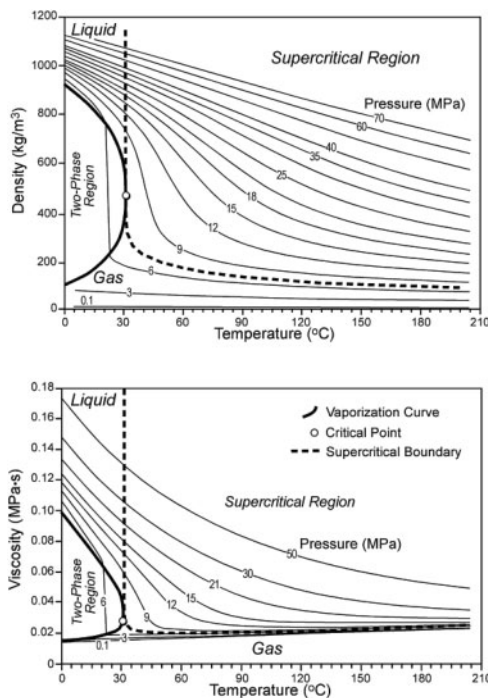 1200
Liquid
Supercritical Region
1000
Pressure (MPa)
70
60
800
40
35
Density (kg/m³)
Two-Phase
Region
25
600
18
15
400
12
9
200
Gas
6
3
0.1
0
0 30 60 90 120 150 180 210
Temperature (°C)
0.18
Liquid
0.16
Vaporization Curve
Critical Point
0.14
Supercritical Boundary
0.12
Supercritical Region
Viscosity (MPa•s)
0.10
Pressure (MPa)
50
0.08
30
0.06
Two-Phase
Region
6
21
15
0.04
12
9
0.02
3
0.1
Gas
0
0 30 60 90 120 150 180 210
Temperature (°C)